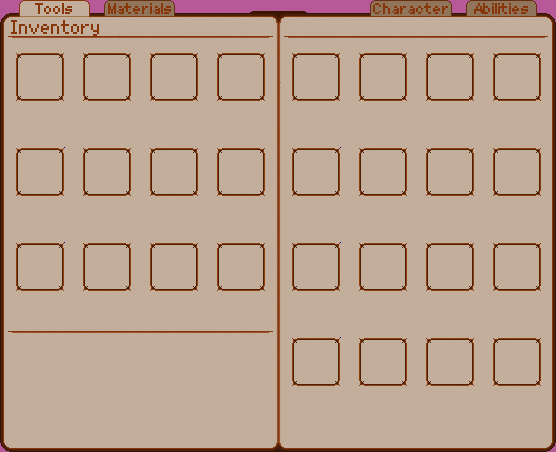 Tools
Materials
Character
Abilities
Inventory